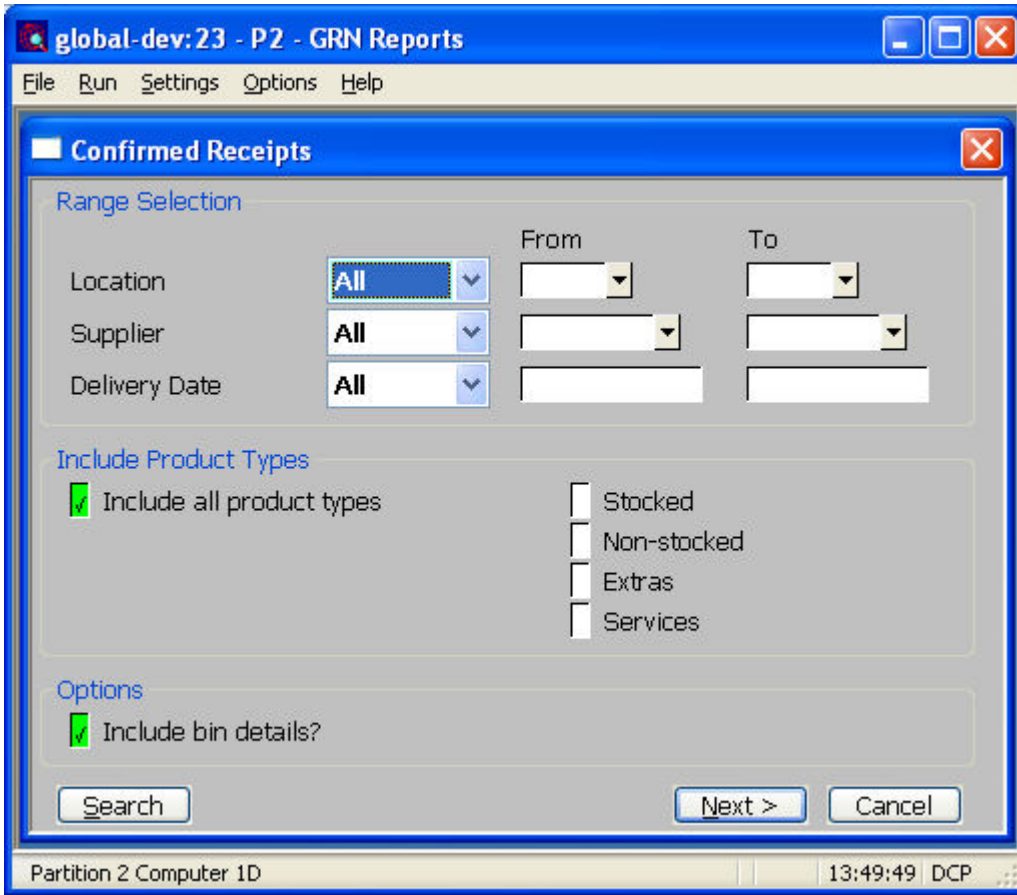 global-dev:23 - P2 - GRN Reports
File Run Settings Options Help
Confirmed Receipts
Range Selection
From To
Location All
Supplier All
Delivery Date All
Include Product Types
Include all product types Stocked
Non-stocked
Extras
Services
Options
Include bin details?
Search Next > Cancel
Partition 2 Computer 1D 13:49:49 DCP